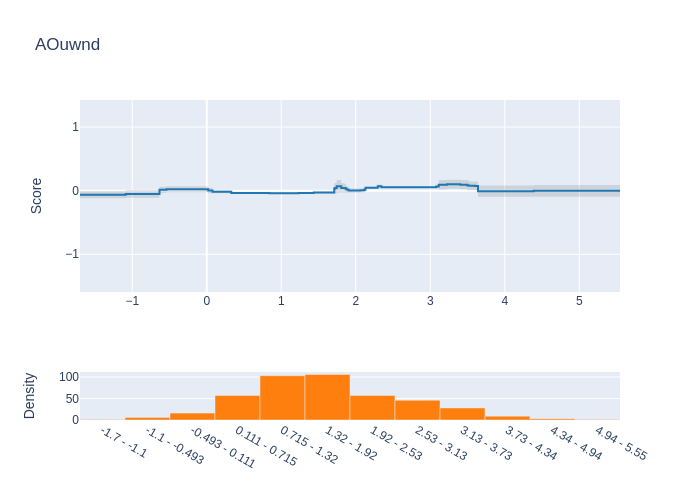 AOuwnd
Score
1
0
−1
−1
0
1
2
3
4
5
Density
100
50
0
-1.7 - -1.1
-1.1 - -0.493
-0.493 - 0.111
0.111 - 0.715
0.715 - 1.32
1.32 - 1.92
1.92 - 2.53
2.53 - 3.13
3.13 - 3.73
3.73 - 4.34
4.34 - 4.94
4.94 - 5.55